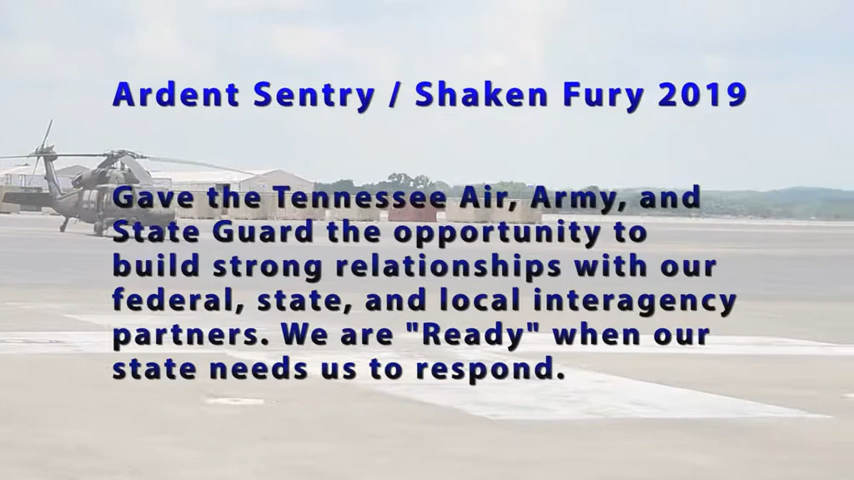 Ardent Sentry / Shaken Fury 2019
Gave the Tennessee Air, Army, and
State Guard the opportunity to
build strong relationships with our
federal, state, and local interagency
partners. We are "Ready" when our
state needs us to respond.